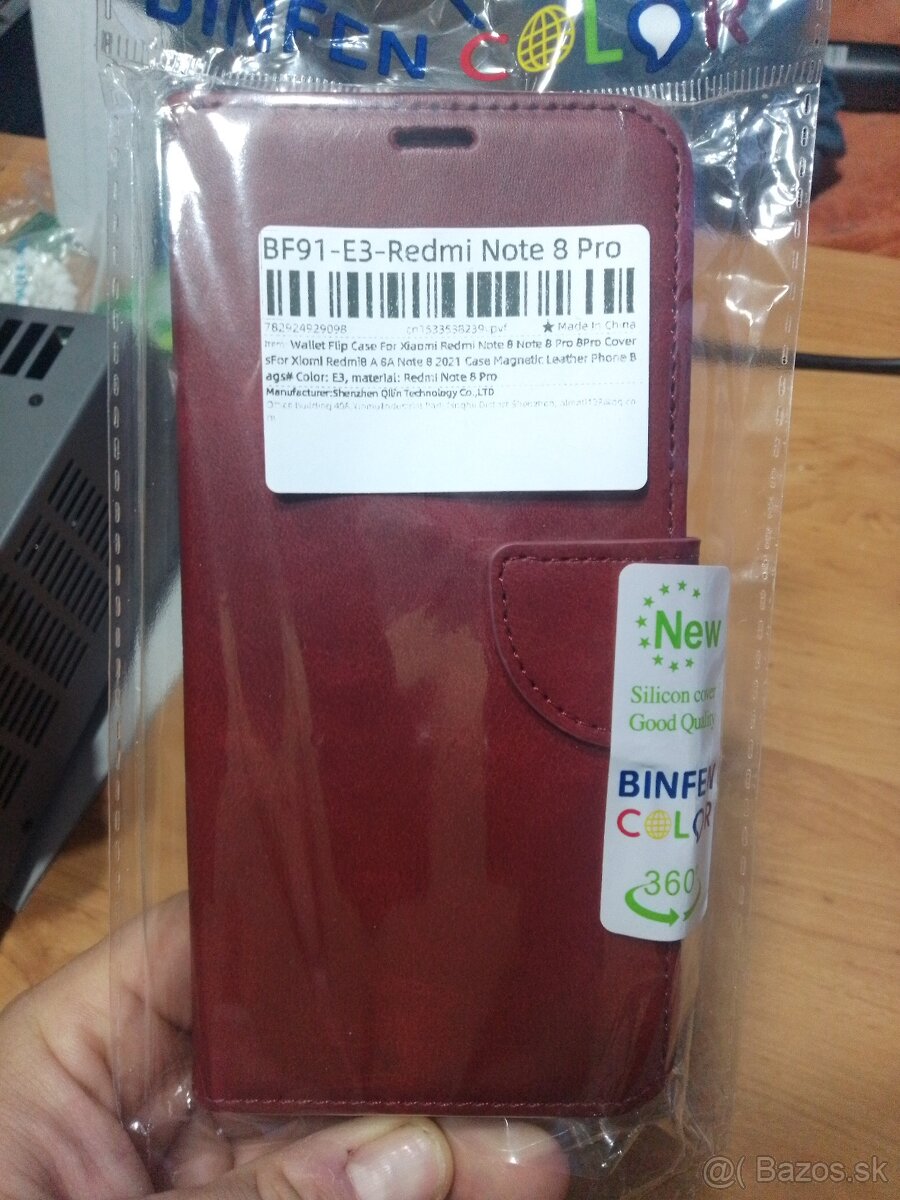 BINFEN COLOR
BF91-E3-Redmi Note 8 Pro
782924929098
★ Made In China
Item: Wallet Flip Case For Xiaomi Redmi Note 8 Note 8 Pro 8Pro Cover
sFor Xiomi Redmi8 A 8A Note 8 2021 Case Magnetic Leather Phone B
ags# Color: E3, material: Redmi Note 8 Pro
Manufacturer:Shenzhen Qilin Technology Co.,LTD
New
Silicon cover
Good Quality
BINFEN
COLOR
360°
@( Bazos.sk